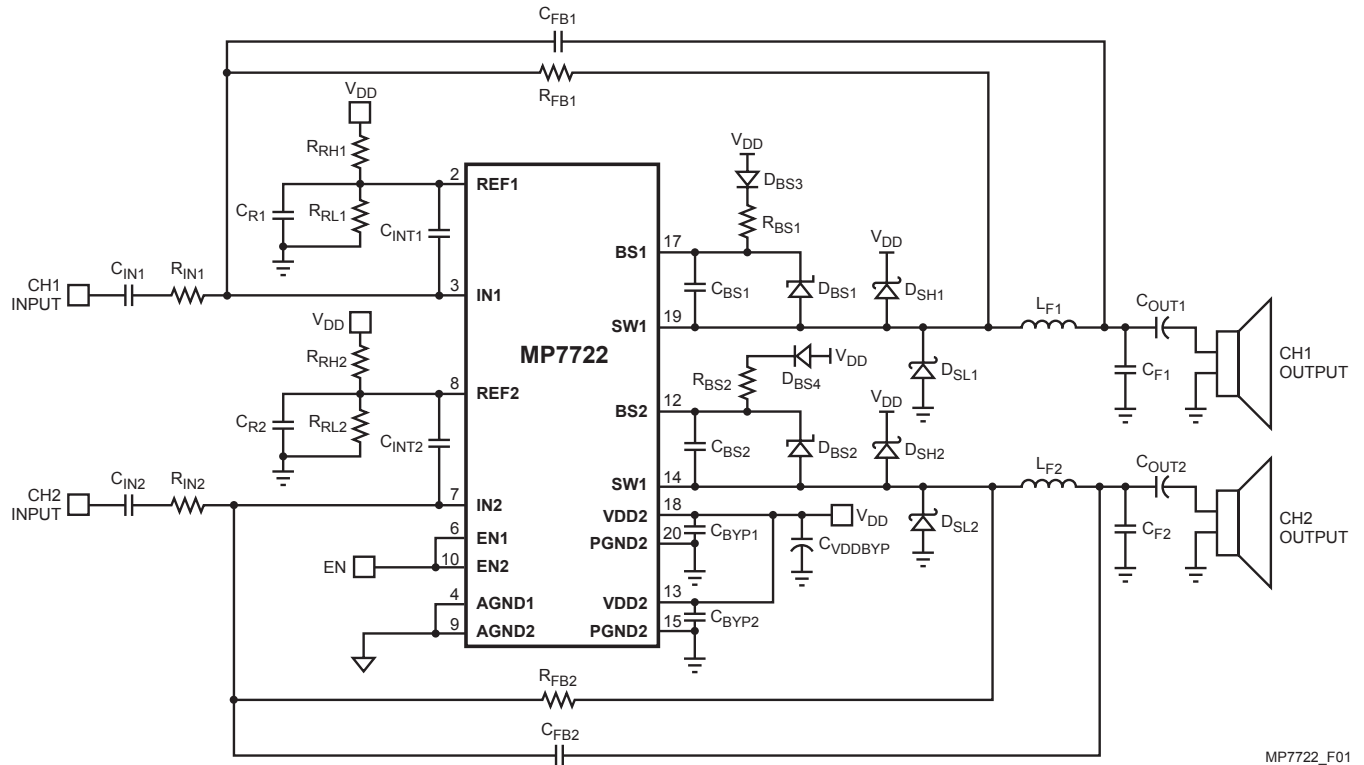 CFB1
RFB1
VDD
RRH1
CR1
RRL1
CINT1
CH1
INPUT
CIN1
RIN1
VDD
RRH2
CR2
RRL2
CINT2
CH2
INPUT
CIN2
RIN2
EN
MP7722
2
REF1
3
IN1
8
REF2
7
IN2
6
EN1
10
EN2
4
AGND1
9
AGND2
BS1
17
SW1
19
BS2
12
SW1
14
VDD2
18
PGND2
20
VDD2
13
PGND2
15
VDD
DBS3
RBS1
CBS1
DBS1
VDD
DSH1
DSL1
LF1
COUT1
CF1
CH1
OUTPUT
RBS2
DBS4
VDD
CBS2
DBS2
VDD
DSH2
DSL2
LF2
COUT2
CF2
CH2
OUTPUT
CBYP1
CVDDBYP
VDD
CBYP2
RFB2
CFB2
MP7722_F01